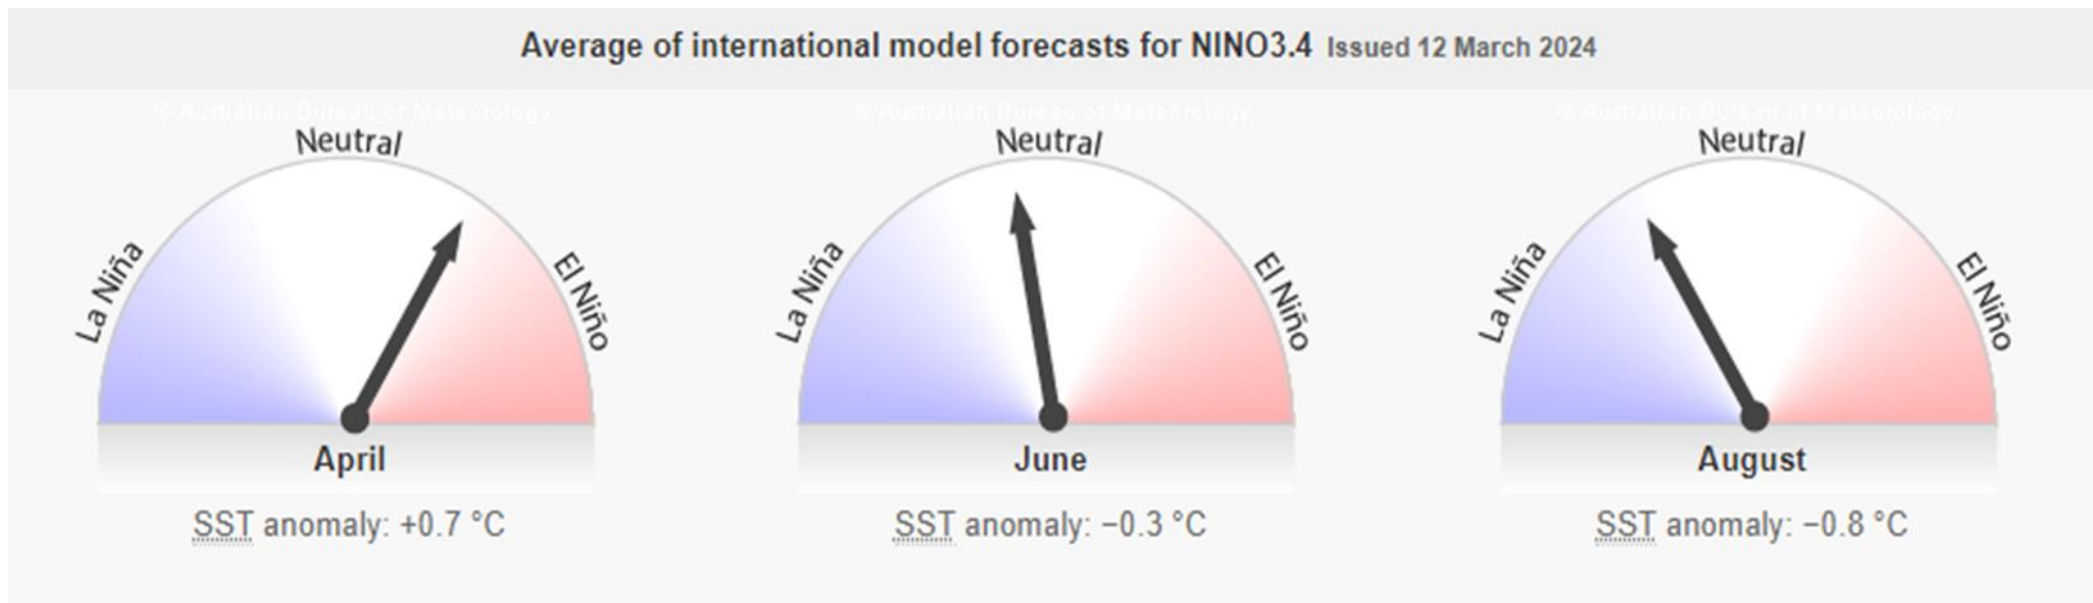 Average of international model forecasts for NINO3.4 Issued 12 March 2024
© Australian Bureau of Meteorology
Neutral
La Niña
El Niño
April
SST anomaly: +0.7 °C
© Australian Bureau of Meteorology
Neutral
La Niña
El Niño
June
SST anomaly: −0.3 °C
© Australian Bureau of Meteorology
Neutral
La Niña
El Niño
August
SST anomaly: −0.8 °C